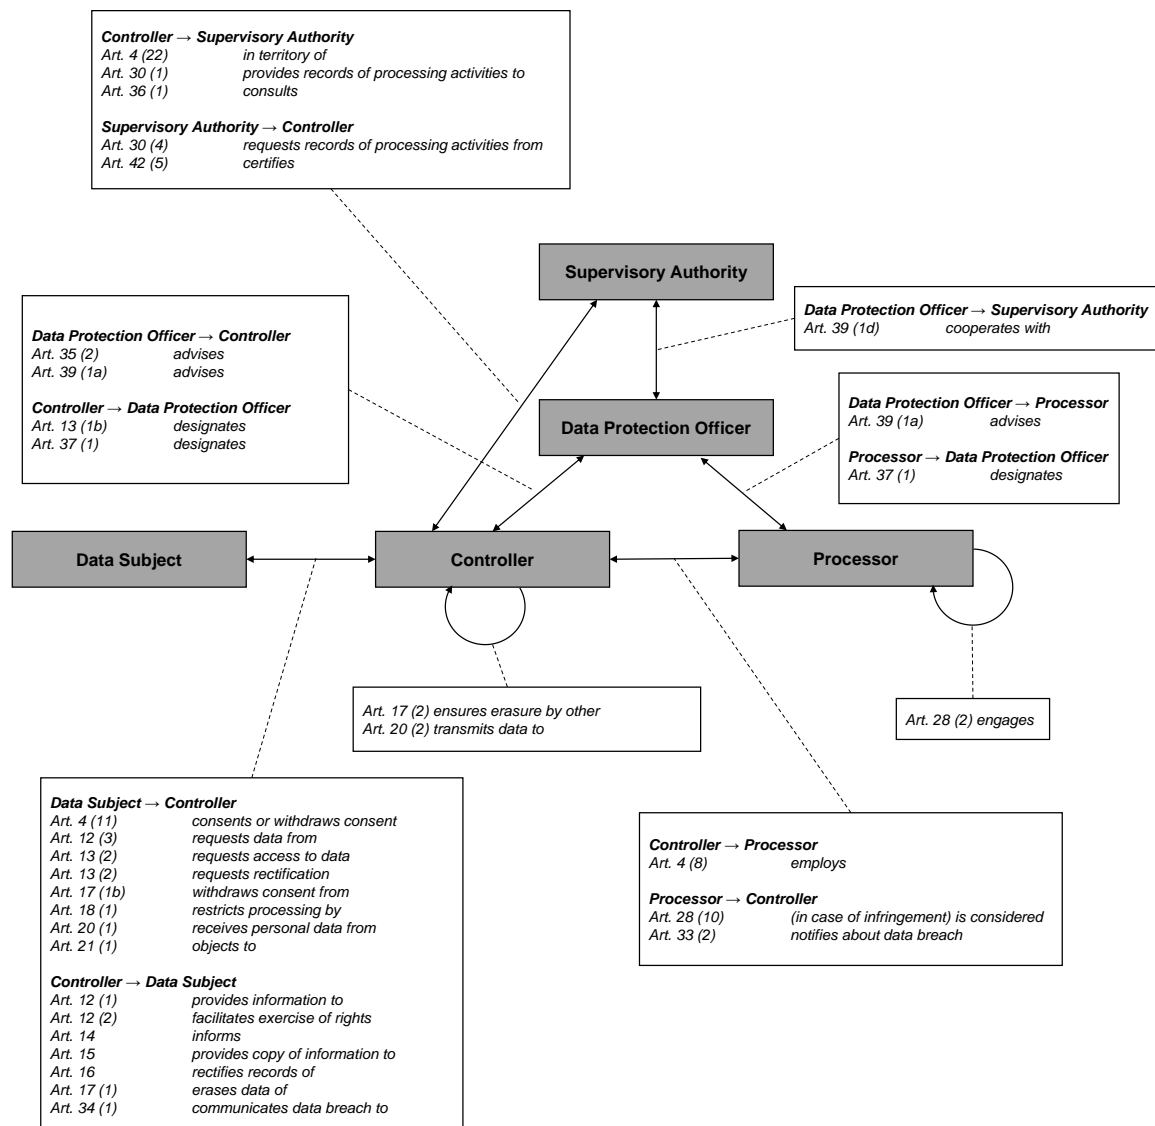 Controller → Supervisory Authority
Art. 4 (22) in territory of
Art. 30 (1) provides records of processing activities to
Art. 36 (1) consults
Supervisory Authority → Controller
Art. 30 (4) requests records of processing activities from
Art. 42 (5) certifies
Supervisory Authority
Data Protection Officer → Controller
Art. 35 (2) advises
Art. 39 (1a) advises
Controller → Data Protection Officer
Art. 13 (1b) designates
Art. 37 (1) designates
Data Protection Officer → Supervisory Authority
Art. 39 (1d) cooperates with
Data Protection Officer
Data Protection Officer → Processor
Art. 39 (1a) advises
Processor → Data Protection Officer
Art. 37 (1) designates
Data Subject
Controller
Processor
Art. 17 (2) ensures erasure by other
Art. 20 (2) transmits data to
Art. 28 (2) engages
Data Subject → Controller
Art. 4 (11) consents or withdraws consent
Art. 12 (3) requests data from
Art. 13 (2) requests access to data
Art. 13 (2) requests rectification
Art. 17 (1b) withdraws consent from
Art. 18 (1) restricts processing by
Art. 20 (1) receives personal data from
Art. 21 (1) objects to
Controller → Data Subject
Art. 12 (1) provides information to
Art. 12 (2) facilitates exercise of rights
Art. 14 informs
Art. 15 provides copy of information to
Art. 16 rectifies records of
Art. 17 (1) erases data of
Art. 34 (1) communicates data breach to
Controller → Processor
Art. 4 (8) employs
Processor → Controller
Art. 28 (10) (in case of infringement) is considered
Art. 33 (2) notifies about data breach